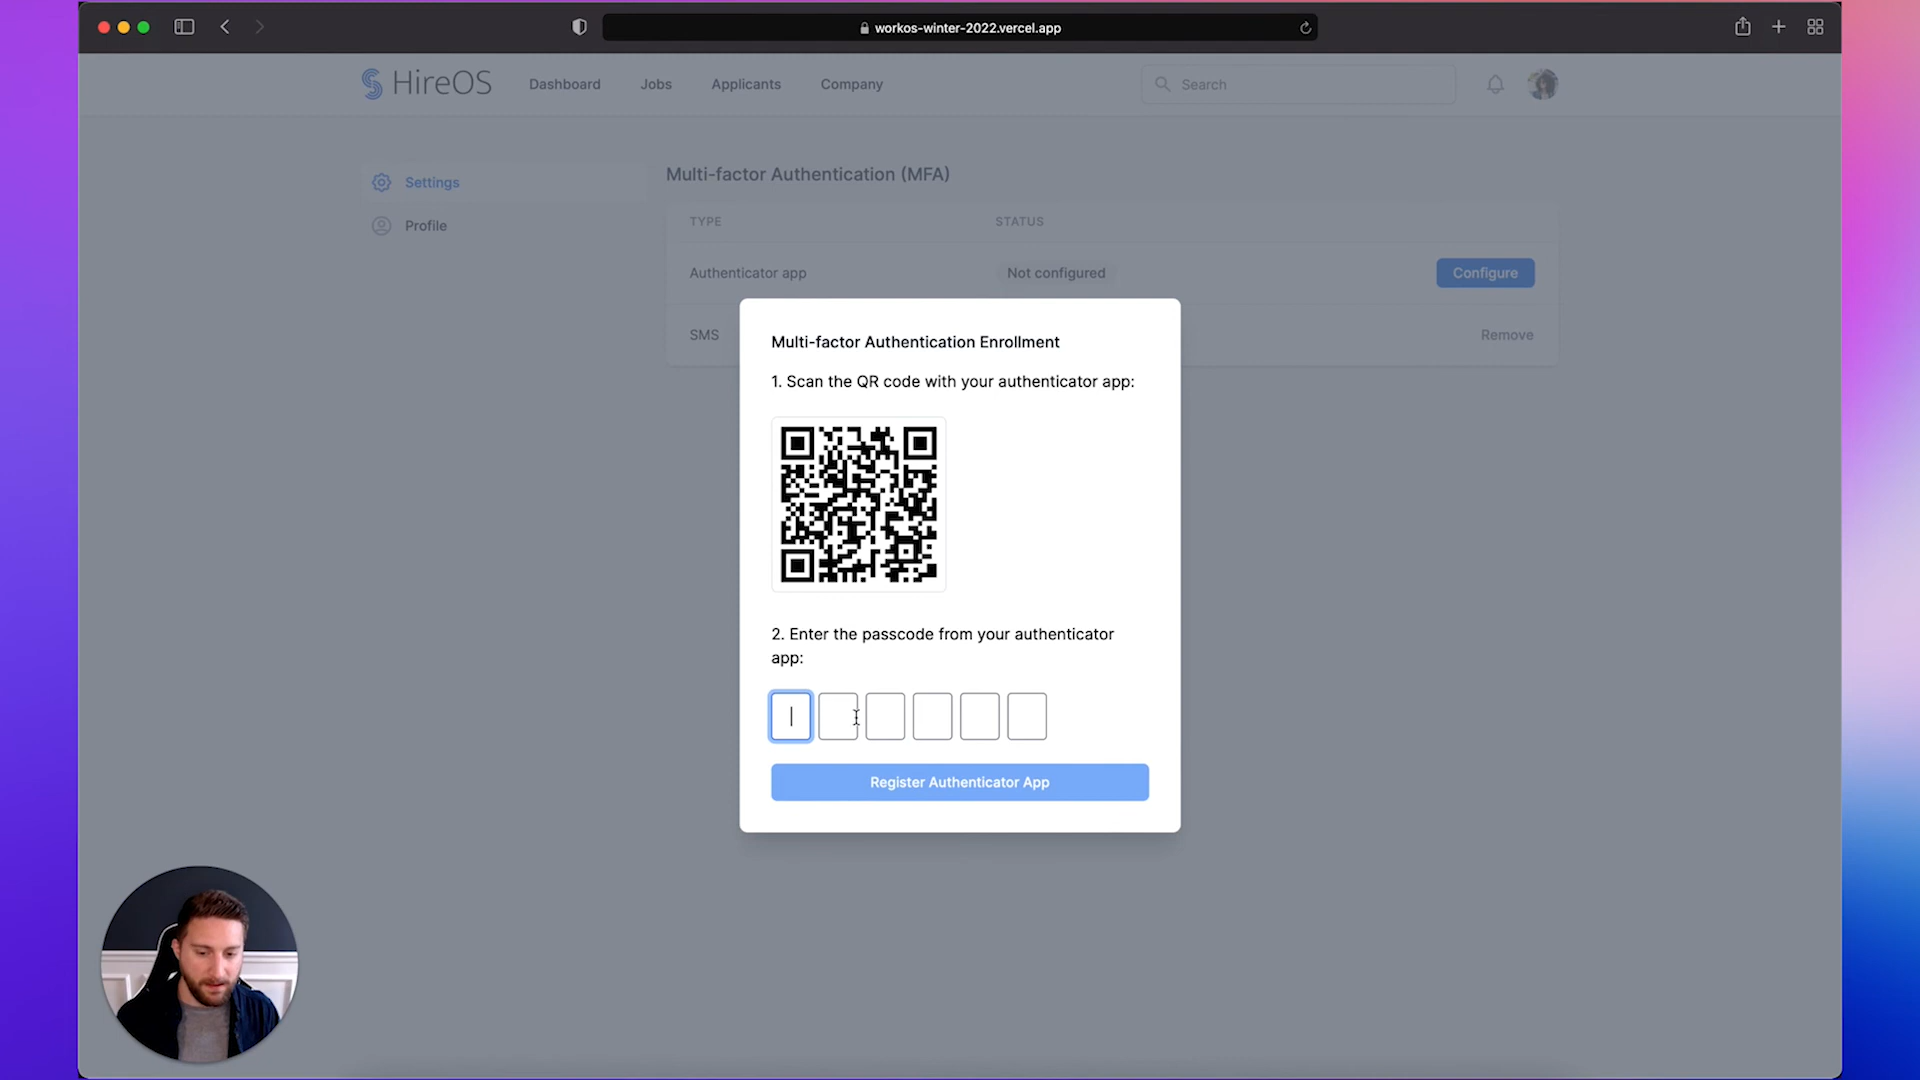 workos-winter-2022.vercel.app
HireOS Dashboard Jobs Applicants Company Search
Settings
Profile
Multi-factor Authentication (MFA)
TYPE STATUS
Authenticator app Not configured Configure
SMS Remove
Multi-factor Authentication Enrollment
1. Scan the QR code with your authenticator app:
2. Enter the passcode from your authenticator
app:
Register Authenticator App